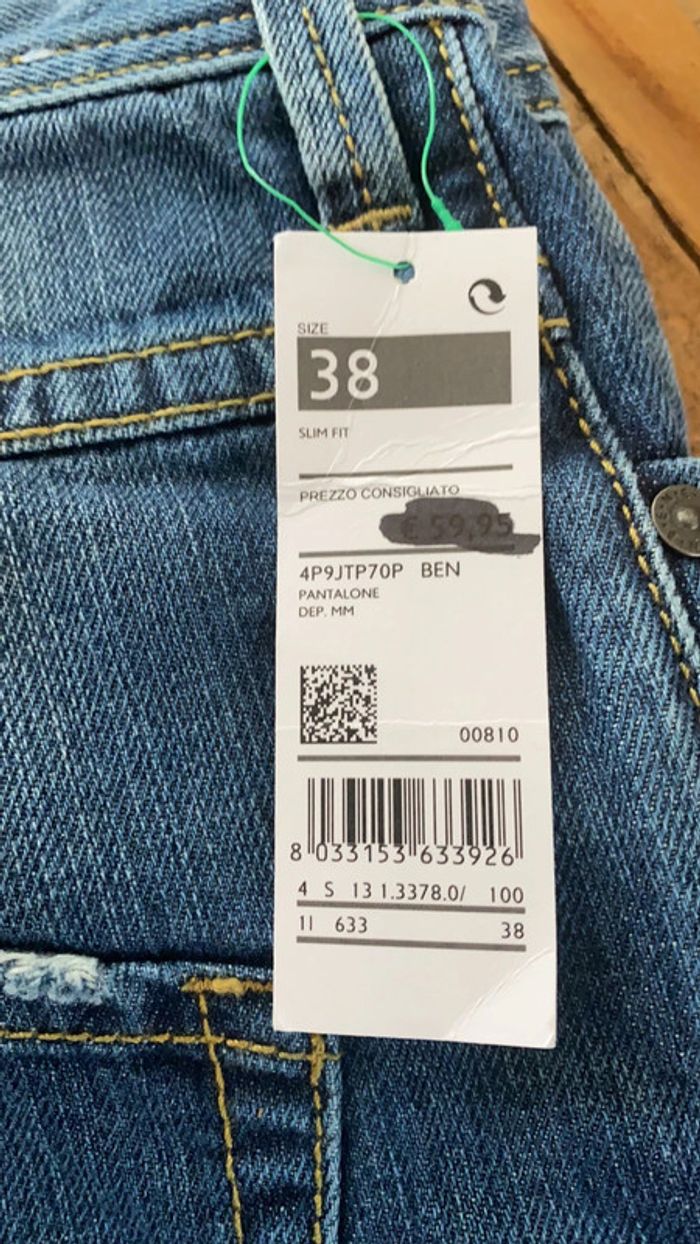 SIZE
38
SLIM FIT
PREZZO CONSIGLIATO
€ 59,95
4P9JTP70P BEN
PANTALONE
DEP. MM
00810
8 033153 633926
4 S 13 1.3378.0/ 100
1I 633 38